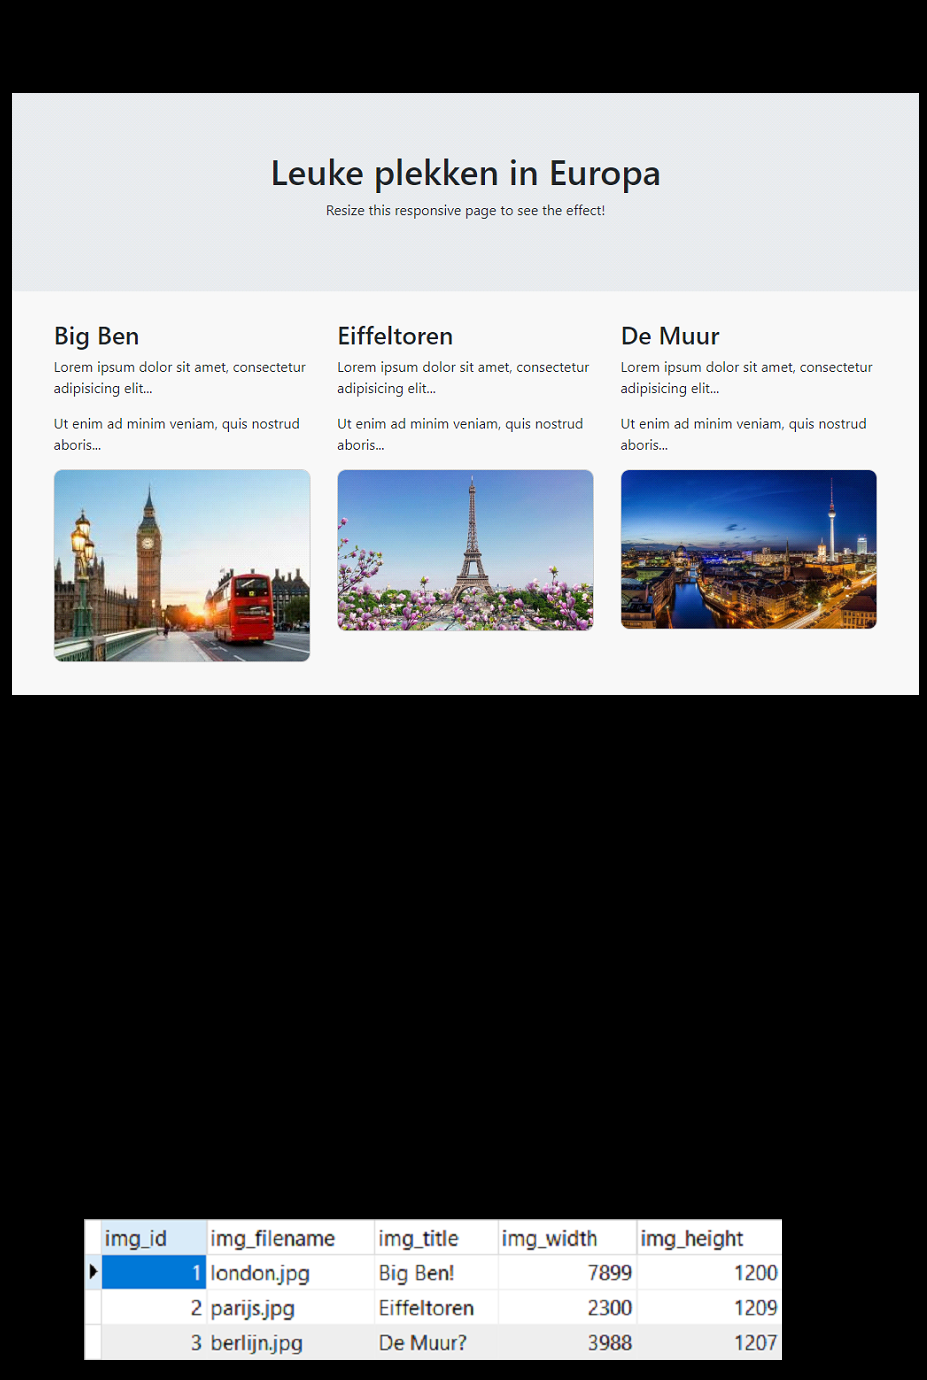 Leuke plekken in Europa
Resize this responsive page to see the effect!
Big Ben
Lorem ipsum dolor sit amet, consectetur
adipisicing elit...
Ut enim ad minim veniam, quis nostrud
aboris...
Eiffeltoren
Lorem ipsum dolor sit amet, consectetur
adipisicing elit...
Ut enim ad minim veniam, quis nostrud
aboris...
De Muur
Lorem ipsum dolor sit amet, consectetur
adipisicing elit...
Ut enim ad minim veniam, quis nostrud
aboris...
img_id img_filename img_title img_width img_height
1 london.jpg Big Ben! 7899 1200
2 parijs.jpg Eiffeltoren 2300 1209
3 berlijn.jpg De Muur? 3988 1207